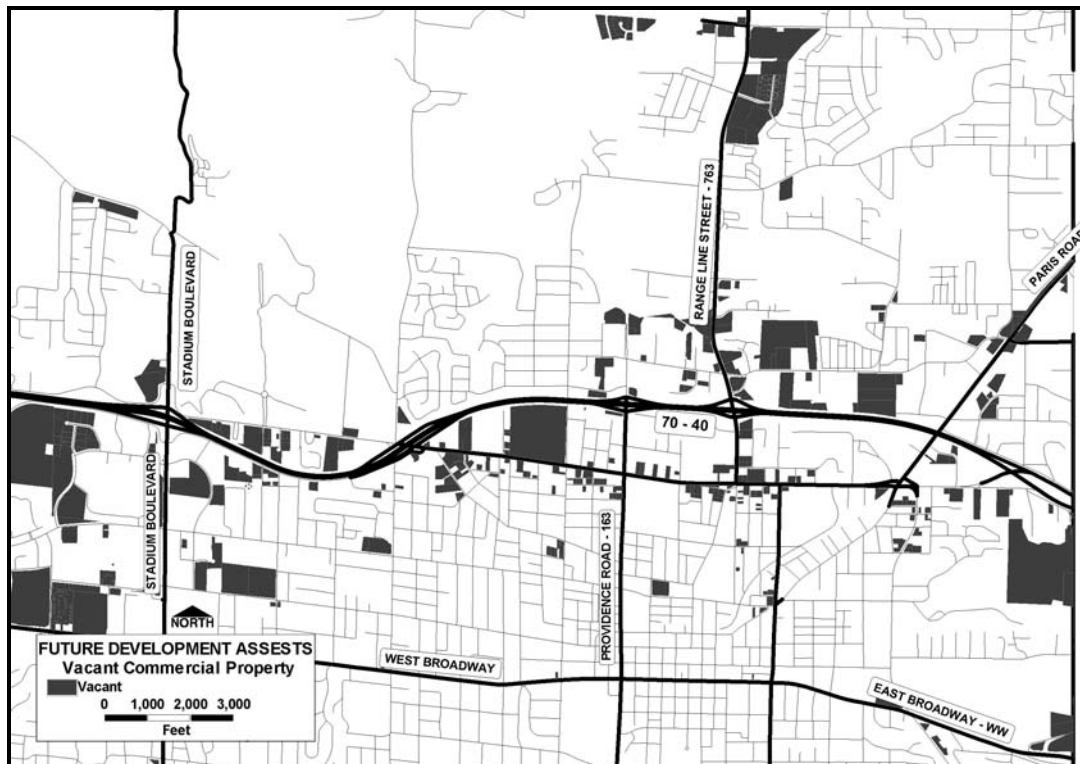 RANGE LINE STREET - 763
PARIS ROAD
STADIUM BOULEVARD
70 - 40
STADIUM BOULEVARD
PROVIDENCE ROAD - 163
NORTH
FUTURE DEVELOPMENT ASSESTS
Vacant Commercial Property
Vacant
0 1,000 2,000 3,000
Feet
WEST BROADWAY
EAST BROADWAY - WW